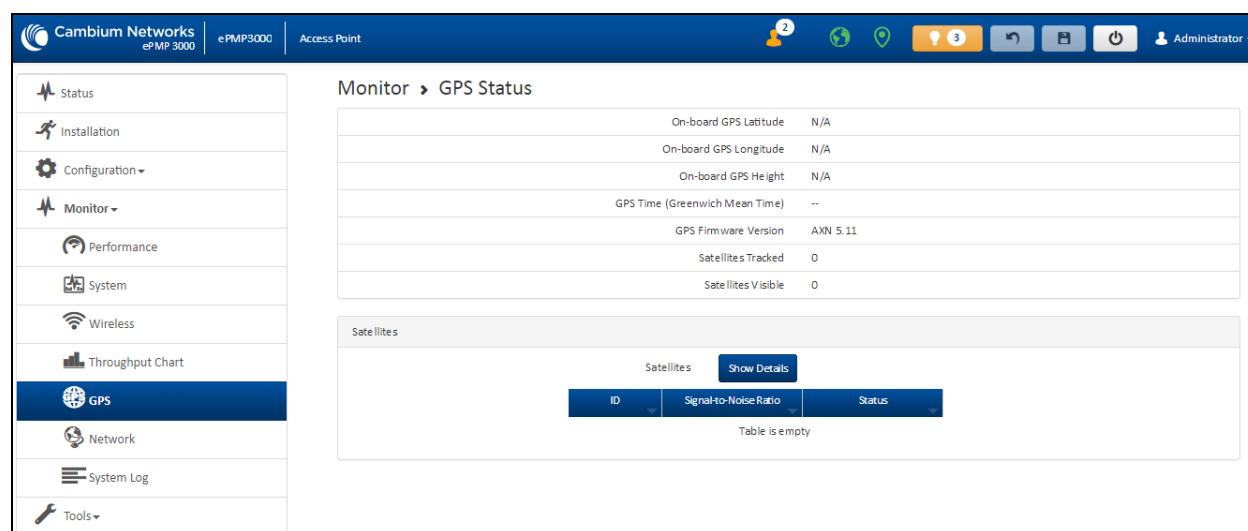 Cambium Networks
ePMP 3000
ePMP3000
Access Point
2
3
Administrator
Status
Installation
Configuration
Monitor
Performance
System
Wireless
Throughput Chart
GPS
Network
System Log
Tools
Monitor > GPS Status
On-board GPS Latitude N/A
On-board GPS Longitude N/A
On-board GPS Height N/A
GPS Time (Greenwich Mean Time) --
GPS Firmware Version AXN 5.11
Satellites Tracked 0
Satellites Visible 0
Satellites
Satellites Show Details
ID Signal-to-Noise Ratio Status
Table is empty